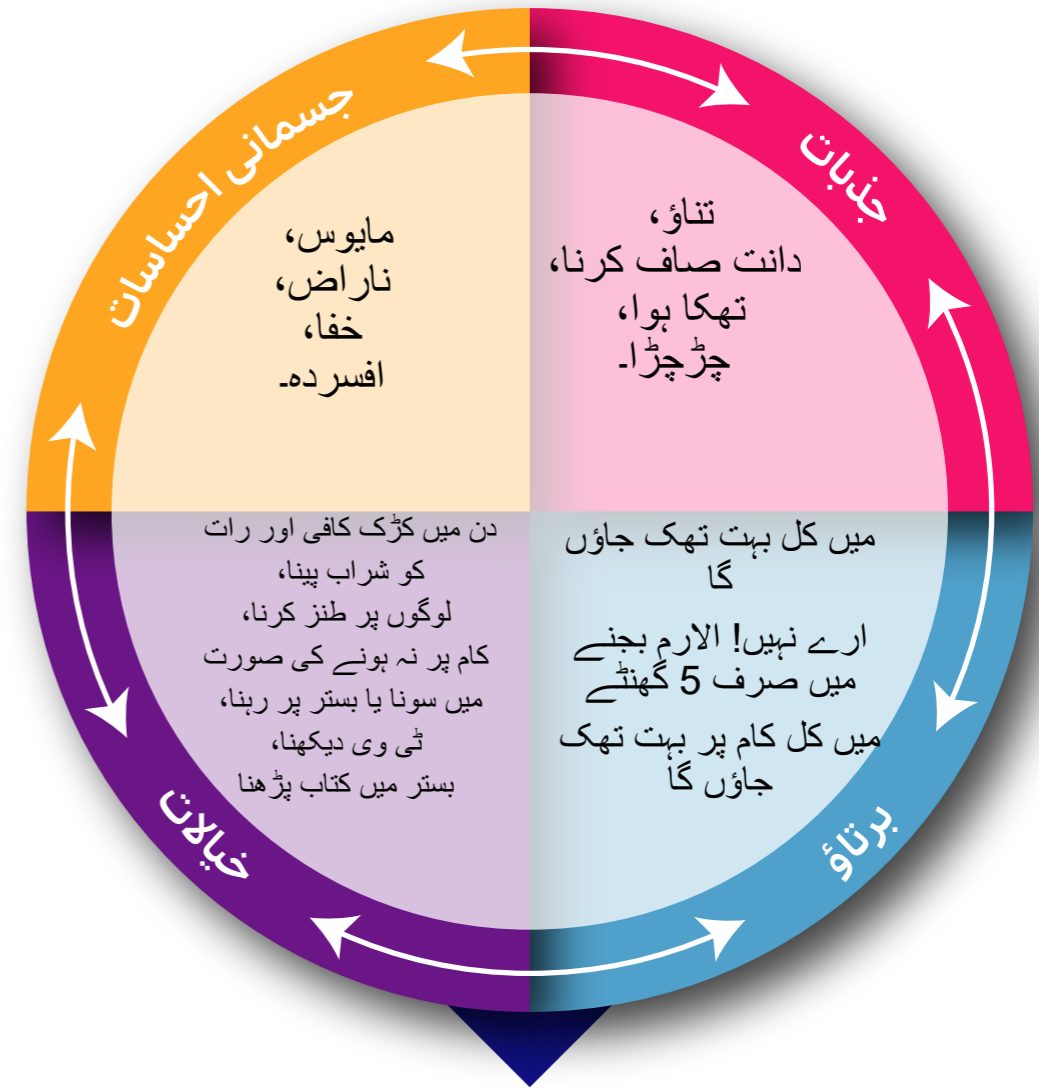 جذبات
تناؤ،
دانت صاف کرنا،
تھکا ہوا،
چڑچڑا۔
جسمانی احساسات
مایوس،
ناراض،
خفا،
افسردہ۔
میں کل بہت تھک جاؤں
گا
ارے نہیں! الارم بجنے
میں صرف 5 گھنٹے
میں کل کام پر بہت تھک
جاؤں گا
برتاؤ
دن میں کڑک کافی اور رات
کو شراب پینا،
لوگوں پر طنز کرنا،
کام پر نہ ہونے کی صورت
میں سونا یا بستر پر رہنا،
ٹی وی دیکھنا،
بستر میں کتاب پڑھنا
خیالات